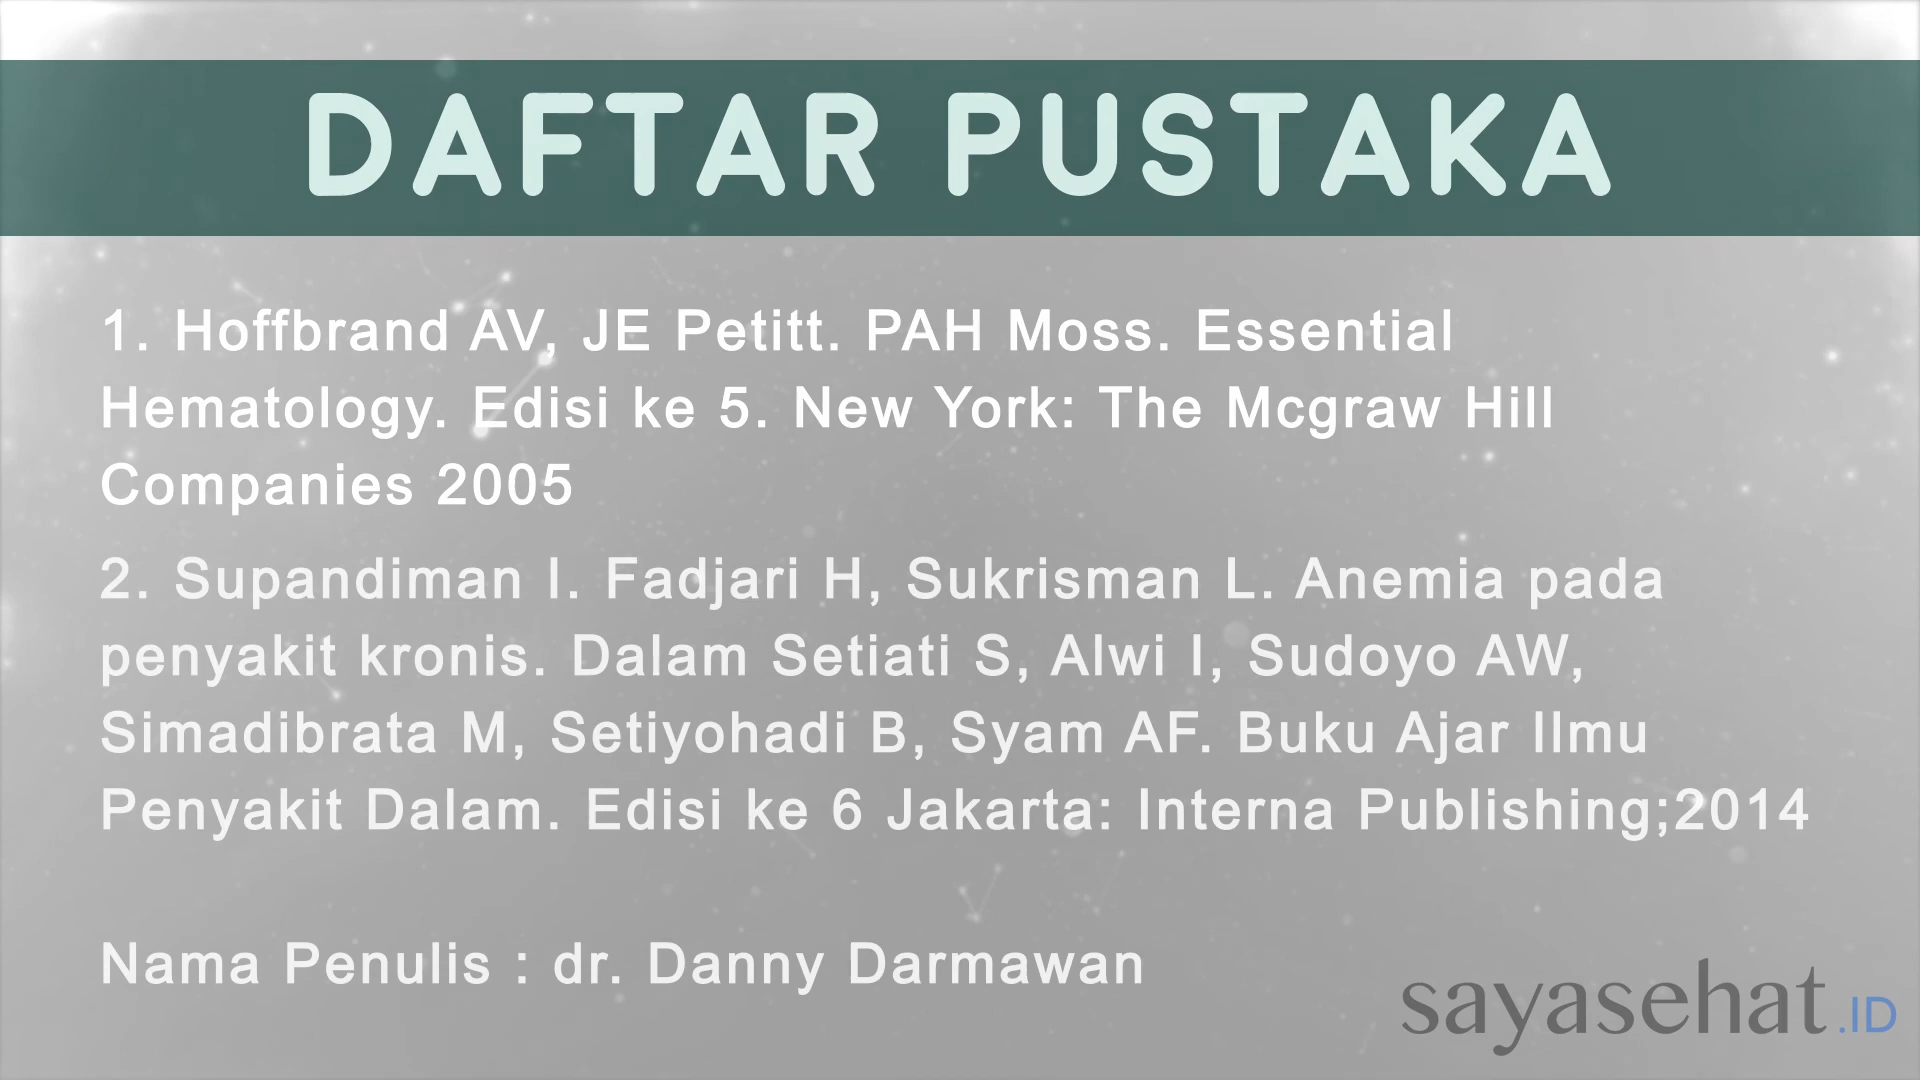 DAFTAR PUSTAKA
1. Hoffbrand AV, JE Petitt. PAH Moss. Essential
Hematology. Edisi ke 5. New York: The Mcgraw Hill
Companies 2005
2. Supandiman I. Fadjari H, Sukrisman L. Anemia pada
penyakit kronis. Dalam Setiati S, Alwi I, Sudoyo AW,
Simadibrata M, Setiyohadi B, Syam AF. Buku Ajar Ilmu
Penyakit Dalam. Edisi ke 6 Jakarta: Interna Publishing;2014
Nama Penulis : dr. Danny Darmawan
sayasehat.ID